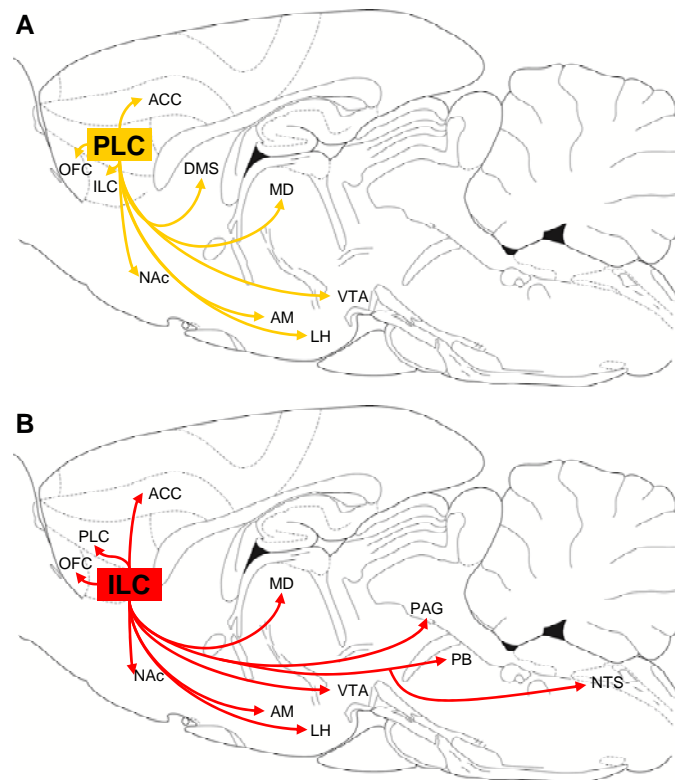 A
ACC
PLC
OFC
ILC
DMS
MD
NAc
VTA
AM
LH
B
ACC
PLC
OFC
ILC
MD
PAG
PB
NAc
NTS
VTA
AM
LH